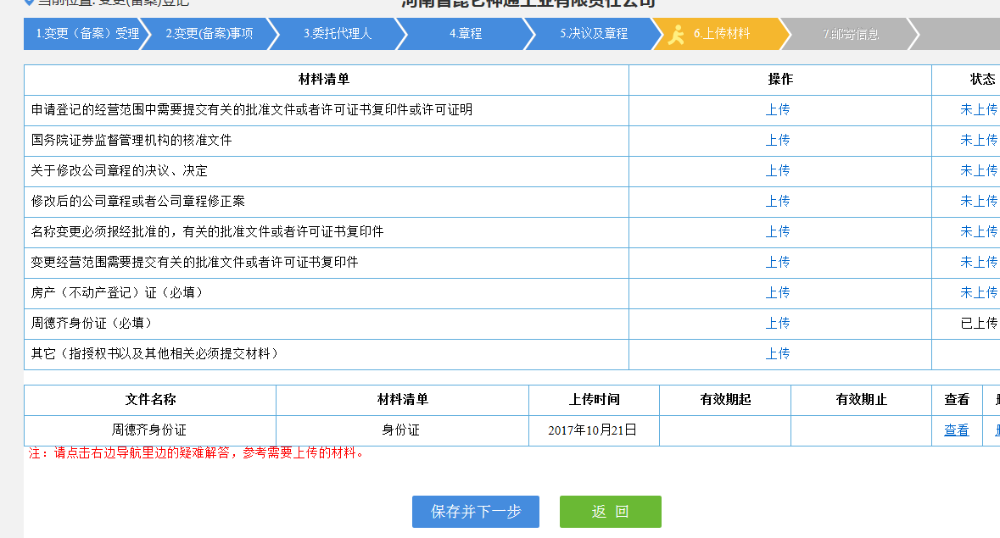 当前位置: 变更(备案)登记
河南省昆仑神通工业有限责任公司
1.变更（备案）受理 2.变更(备案)事项 3.委托代理人 4.章程 5.决议及章程 6.上传材料 7.邮寄信息
材料清单 操作 状态
申请登记的经营范围中需要提交有关的批准文件或者许可证书复印件或许可证明 上传 未上传
国务院证券监督管理机构的核准文件 上传 未上传
关于修改公司章程的决议、决定 上传 未上传
修改后的公司章程或者公司章程修正案 上传 未上传
名称变更必须报经批准的，有关的批准文件或者许可证书复印件 上传 未上传
变更经营范围需要提交有关的批准文件或者许可证书复印件 上传 未上传
房产（不动产登记）证（必填） 上传 未上传
周德齐身份证（必填） 上传 已上传
其它（指授权书以及其他相关必须提交材料） 上传
文件名称 材料清单 上传时间 有效期起 有效期止 查看
周德齐身份证 身份证 2017年10月21日 查看
注：请点击右边导航里边的疑难解答，参考需要上传的材料。
保存并下一步 返 回